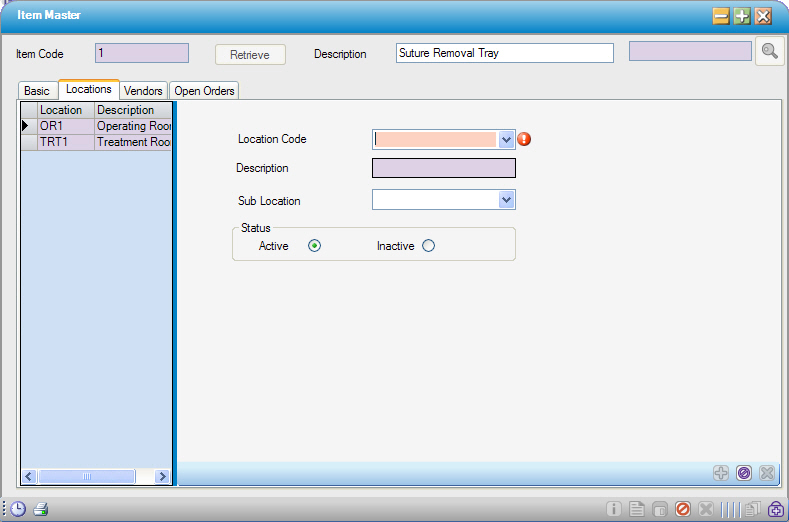 Item Master
Item Code 1 Retrieve Description Suture Removal Tray
Basic Locations Vendors Open Orders
Location Description
OR1 Operating Roo
TRT1 Treatment Roo
Location Code
Description
Sub Location
Status
Active Inactive